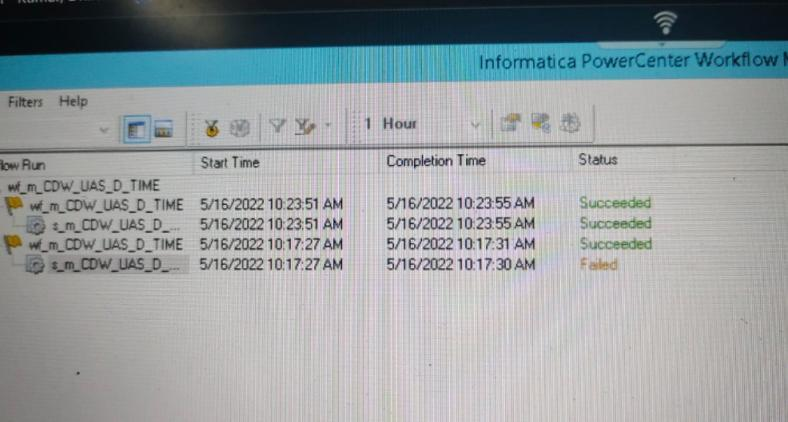 Informatica PowerCenter Workflow
Filters Help
1 Hour
low Run Start Time Completion Time Status
wf_m_CDW_UAS_D_TIME
wf_m_CDW_UAS_D_TIME 5/16/2022 10:23:51 AM 5/16/2022 10:23:55 AM Succeeded
s_m_CDW_UAS_D_... 5/16/2022 10:23:51 AM 5/16/2022 10:23:55 AM Succeeded
wf_m_CDW_UAS_D_TIME 5/16/2022 10:17:27 AM 5/16/2022 10:17:31 AM Succeeded
s_m_CDW_UAS_D_... 5/16/2022 10:17:27 AM 5/16/2022 10:17:30 AM Failed